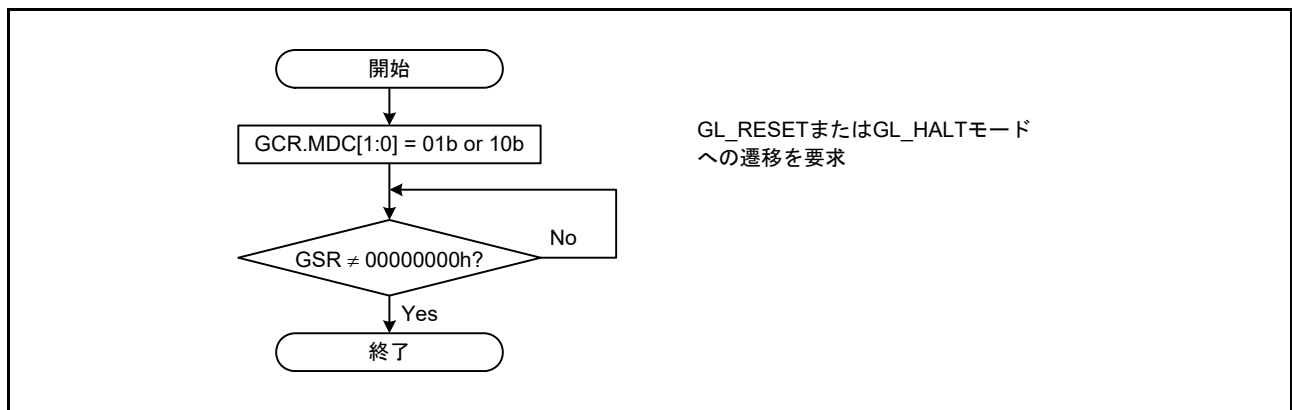 開始
GCR.MDC[1:0] = 01b or 10b
GL_RESETまたはGL_HALTモード
への遷移を要求
GSR ≠ 00000000h?
No
Yes
終了